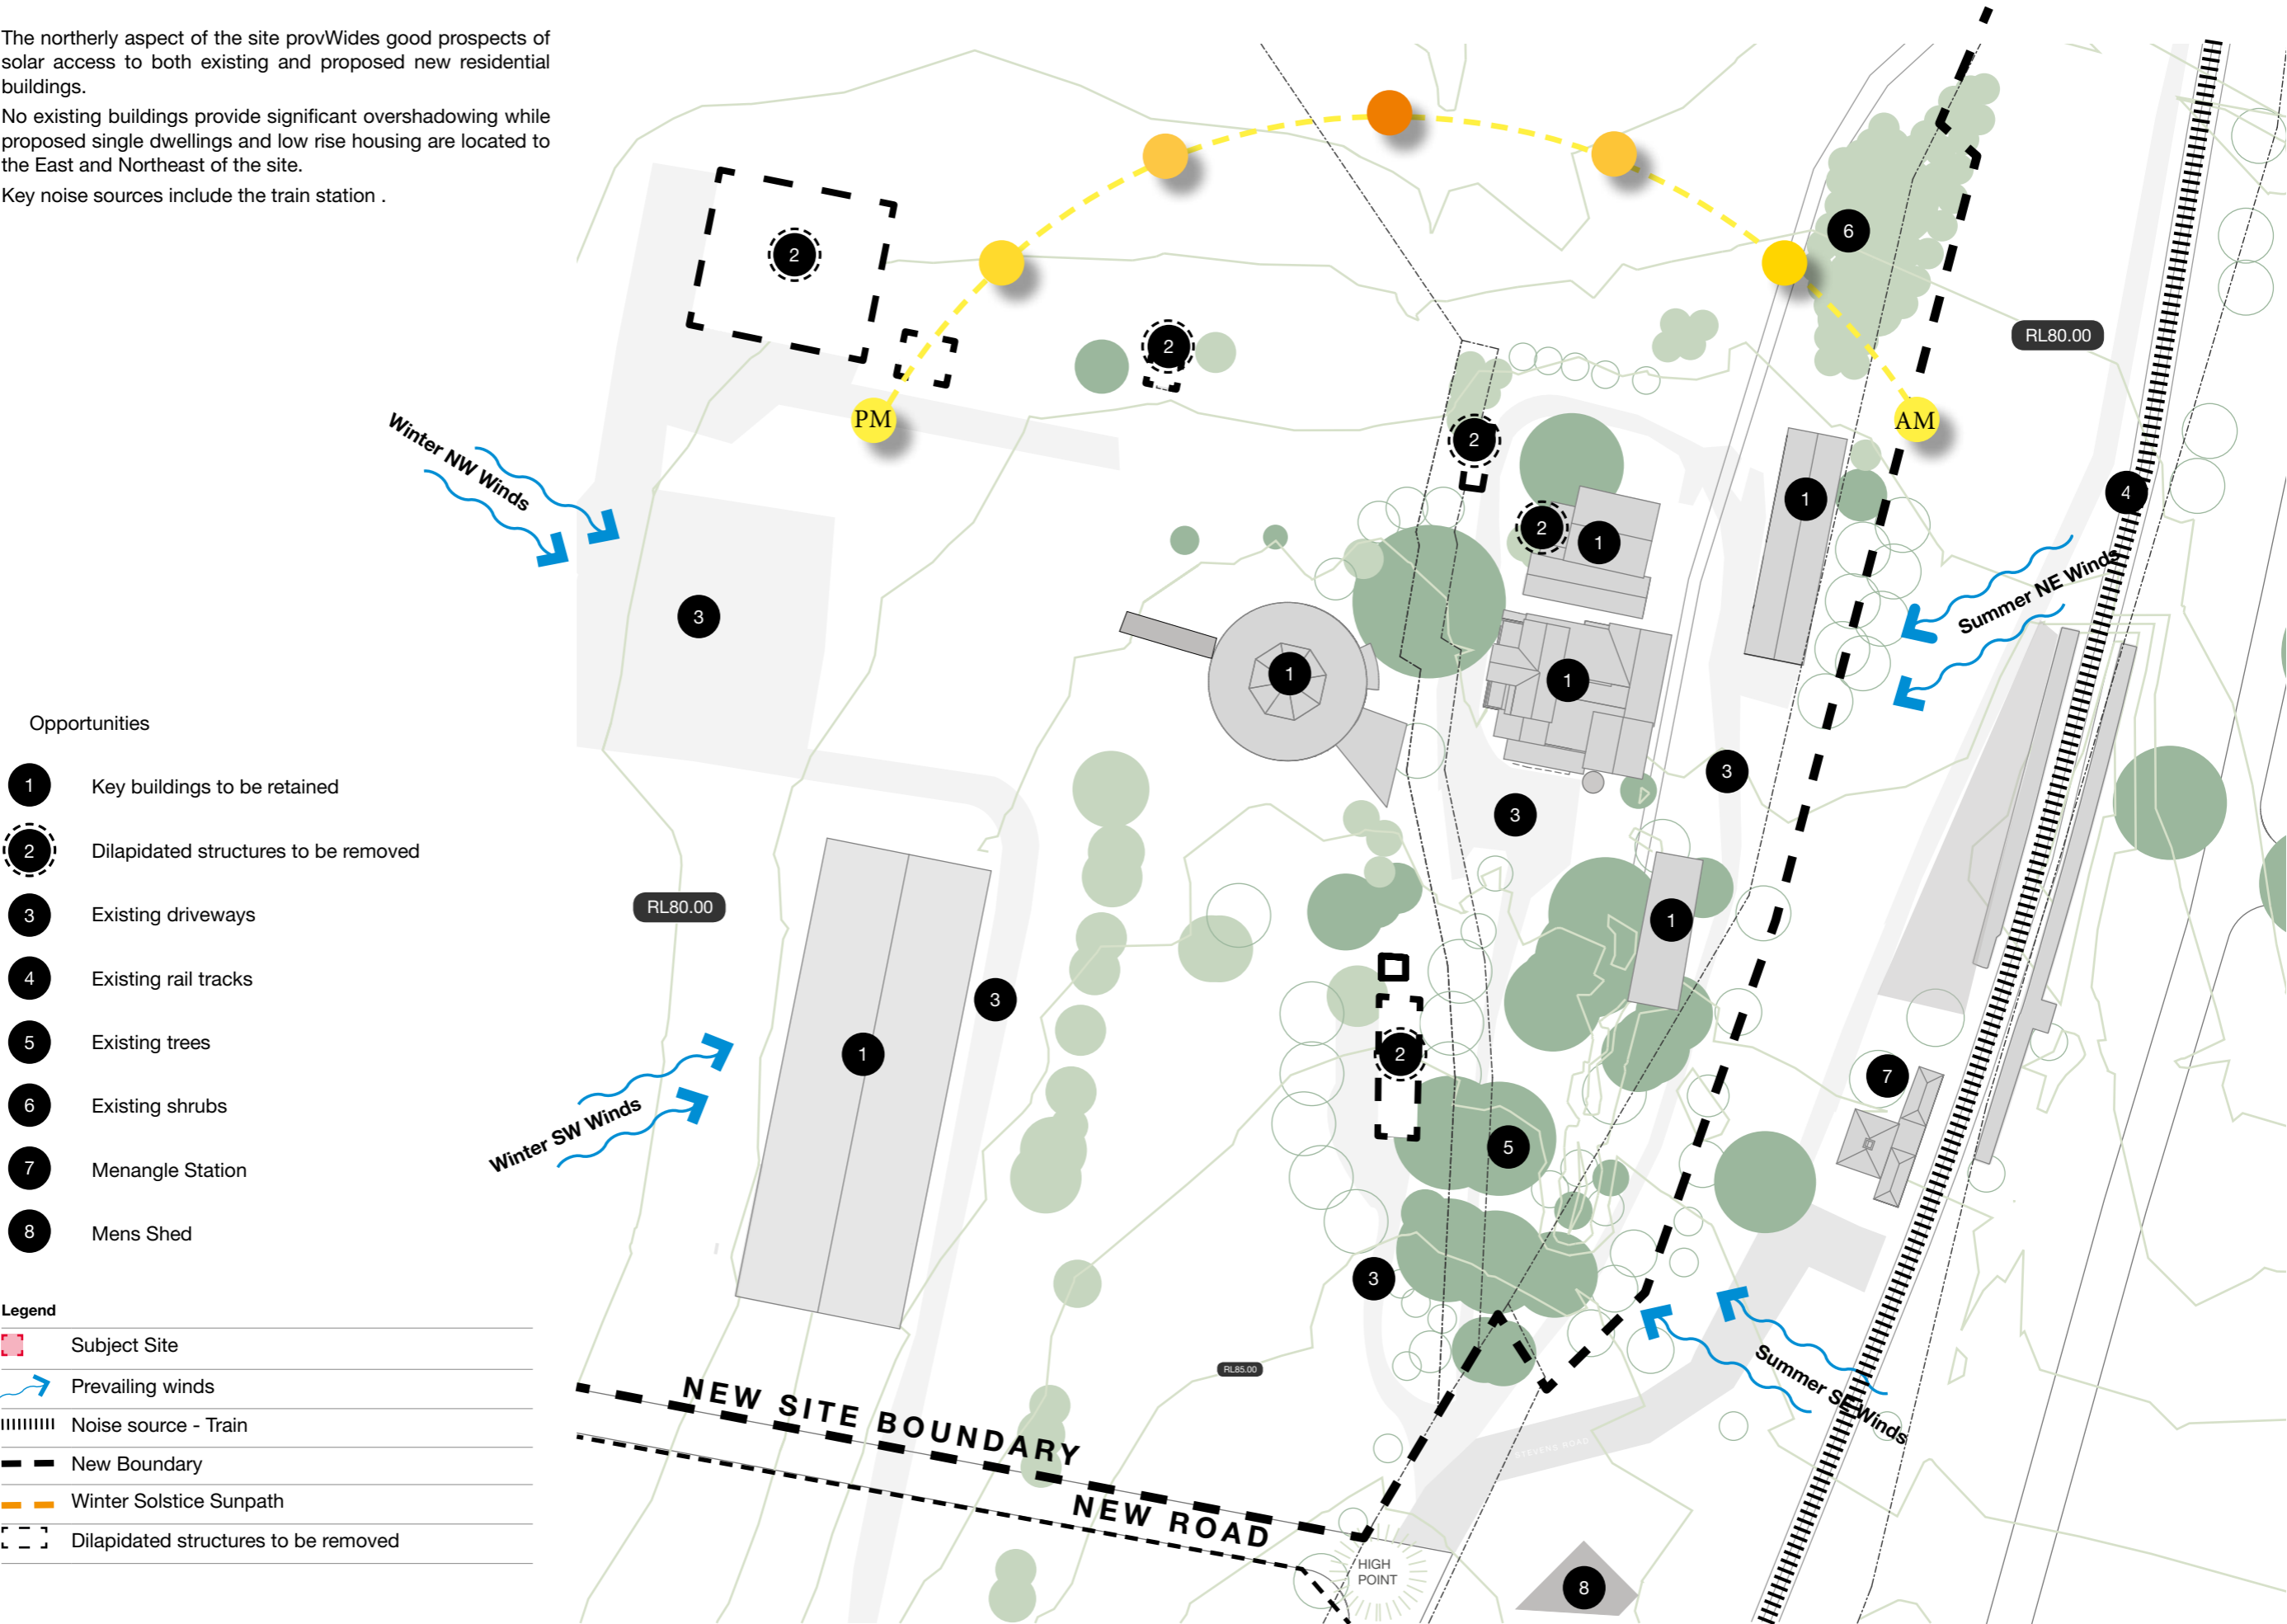 The northerly aspect of the site provWides good prospects of
solar access to both existing and proposed new residential
buildings.
No existing buildings provide significant overshadowing while
proposed single dwellings and low rise housing are located to
the East and Northeast of the site.
Key noise sources include the train station .
Opportunities
1 Key buildings to be retained
2 Dilapidated structures to be removed
3 Existing driveways
4 Existing rail tracks
5 Existing trees
6 Existing shrubs
7 Menangle Station
8 Mens Shed
Legend
Subject Site
Prevailing winds
Noise source - Train
New Boundary
Winter Solstice Sunpath
Dilapidated structures to be removed
2
6
RL80.00
2
PM
AM
2
Winter NW Winds
4
1
2
1
3
Summer NE Winds
1
1
3
3
RL80.00
1
3
2
1
7
Winter SW Winds
5
3
RL85.00
Summer SE Winds
NEW SITE BOUNDARY
STEVENS ROAD
NEW ROAD
HIGH
POINT
8